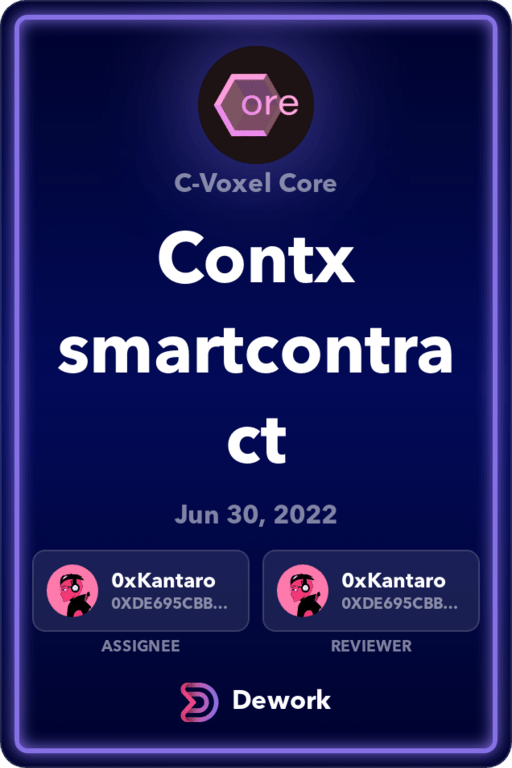 ore
C-Voxel Core
Contx
smartcontra
ct
Jun 30, 2022
0xKantaro
0XDE695CBB...
ASSIGNEE
0xKantaro
0XDE695CBB...
REVIEWER
Dework